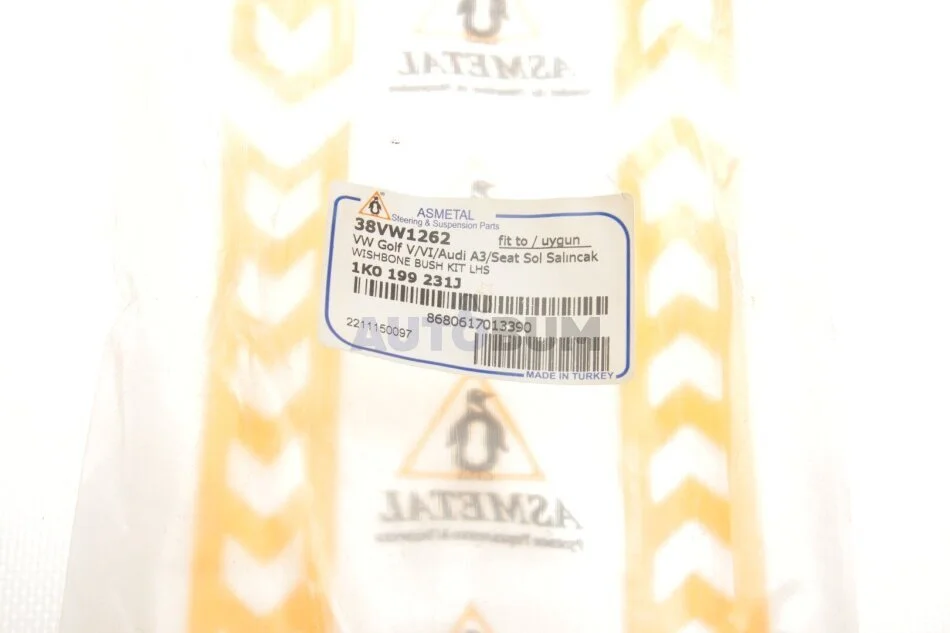 ASMETAL
ASMETAL
Steering & Suspension Parts
38VW1262
fit to / uygun
VW Golf V/VI/Audi A3/Seat Sol Salıncak
WISHBONE BUSH KIT LHS
1K0 199 231J
8680617013390
2211150097
AUTOBUM
MADE IN TURKEY
ASMETAL